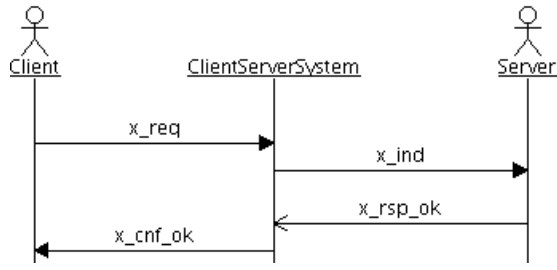 Client
ClientServerSystem
Server
x_req
x_ind
x_rsp_ok
x_cnf_ok